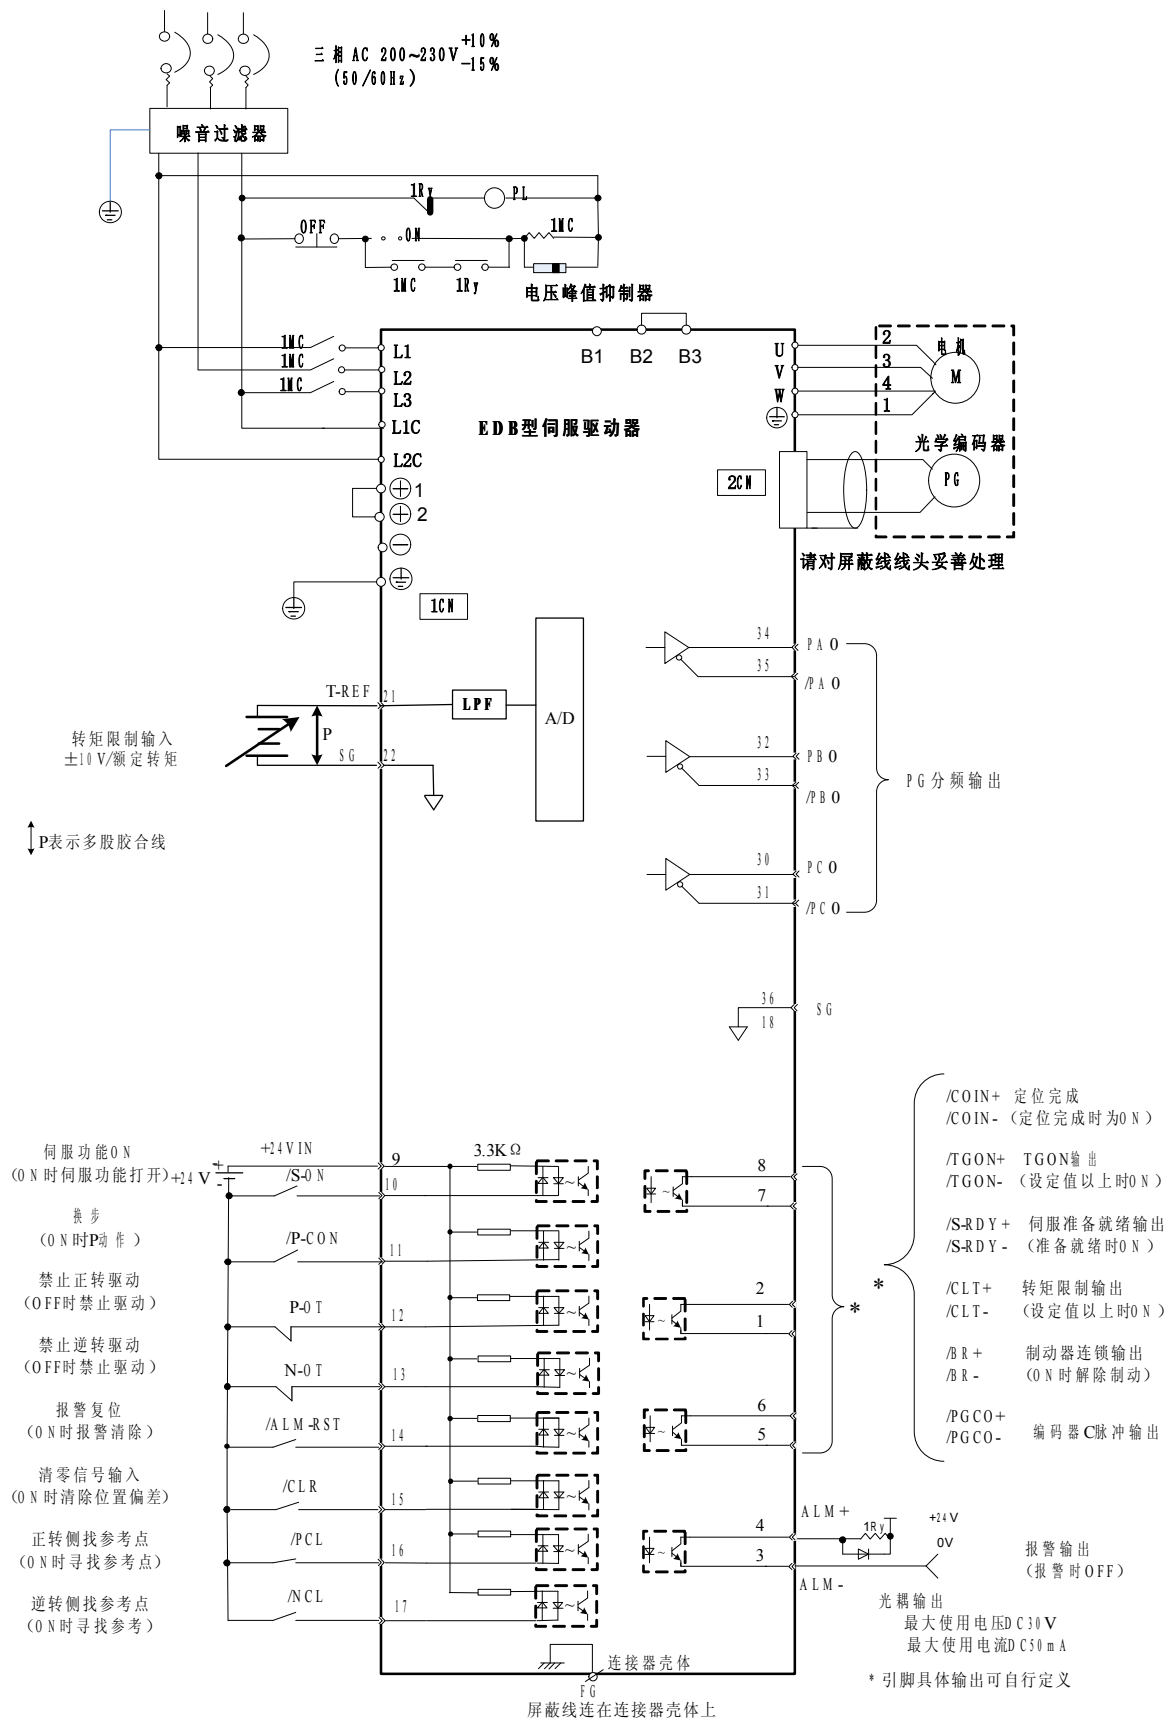 三相 AC 200~230V +10%
-15%
(50/60Hz)
噪音过滤器
1Ry
PL
OFF
ON
1MC
1MC
1Ry
电压峰值抑制器
B1
B2
B3
1MC
1MC
1MC
L1
L2
L3
L1C
L2C
1
2
EDB型伺服驱动器
U
V
W
2
3
4
1
电机
M
光学编码器
PG
2CN
请对屏蔽线线头妥善处理
1CN
T-REF
21
LPF
A/D
P
SG
22
转矩限制输入
±10V/额定转矩
P表示多股胶合线
34
PAO
35
/PAO
32
PBO
33
/PBO
PG分频输出
30
PCO
31
/PCO
36
18
SG
伺服功能ON
(ON时伺服功能打开)
+24V
+
-
+24VIN
9
3.3KΩ
/S-ON
10
换步
(ON时P动作)
/P-CON
11
禁止正转驱动
(OFF时禁止驱动)
P-OT
12
禁止逆转驱动
(OFF时禁止驱动)
N-OT
13
报警复位
(ON时报警清除)
/ALM-RST
14
清零信号输入
(ON时清除位置偏差)
/CLR
15
正转侧找参考点
(ON时寻找参考点)
/PCL
16
逆转侧找参考点
(ON时寻找参考)
/NCL
17
8
7
2
1
6
5
4
3
*
*
/COIN+ 定位完成
/COIN- (定位完成时为ON)
/TGON+ TGON输出
/TGON- (设定值以上时ON)
/S-RDY+ 伺服准备就绪输出
/S-RDY- (准备就绪时ON)
/CLT+ 转矩限制输出
/CLT- (设定值以上时ON)
/BR+ 制动器连锁输出
/BR- (ON时解除制动)
/PGCO+
/PGCO- 编码器C脉冲输出
ALM+
1Ry
+24V
0V
ALM-
报警输出
(报警时OFF)
光耦输出
最大使用电压DC30V
最大使用电流DC50mA
* 引脚具体输出可自行定义
连接器壳体
FG
屏蔽线连在连接器壳体上